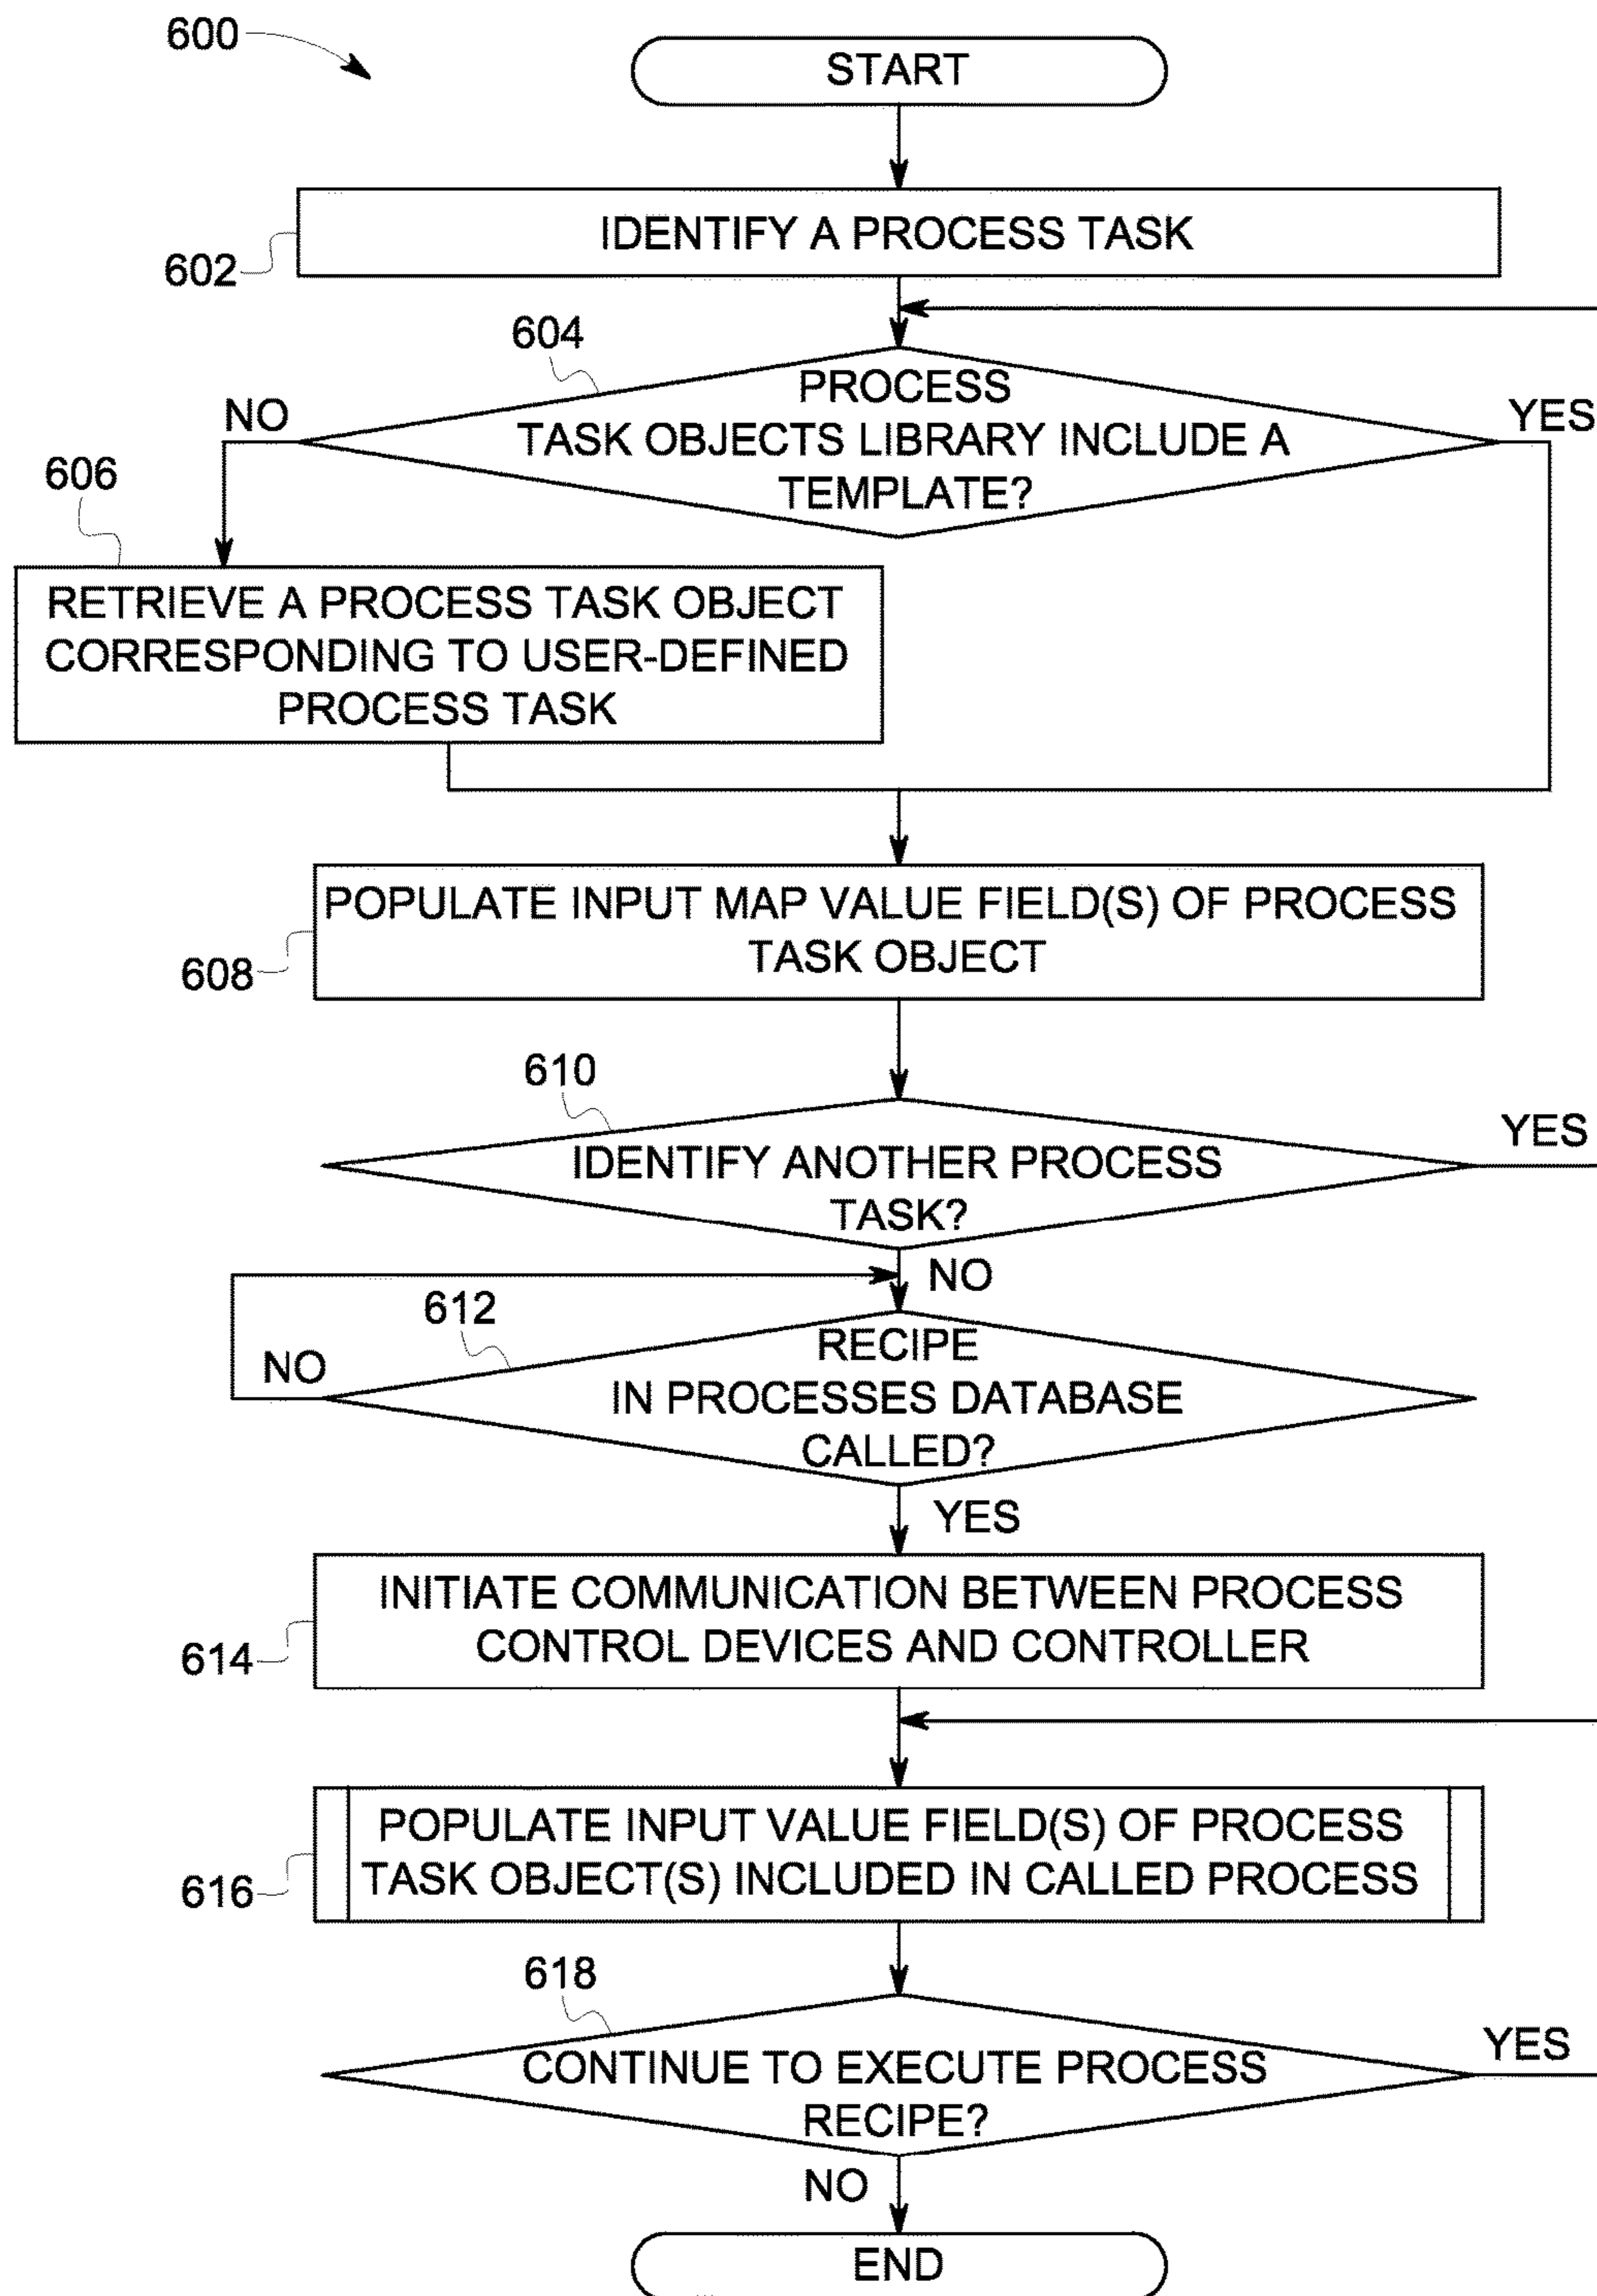 600
START
IDENTIFY A PROCESS TASK
602
604
PROCESS
TASK OBJECTS LIBRARY INCLUDE A
TEMPLATE?
NO
YES
606
RETRIEVE A PROCESS TASK OBJECT
CORRESPONDING TO USER-DEFINED
PROCESS TASK
POPULATE INPUT MAP VALUE FIELD(S) OF PROCESS
TASK OBJECT
608
610
IDENTIFY ANOTHER PROCESS
TASK?
YES
NO
612
RECIPE
IN PROCESSES DATABASE
CALLED?
NO
YES
INITIATE COMMUNICATION BETWEEN PROCESS
CONTROL DEVICES AND CONTROLLER
614
POPULATE INPUT VALUE FIELD(S) OF PROCESS
TASK OBJECT(S) INCLUDED IN CALLED PROCESS
616
618
CONTINUE TO EXECUTE PROCESS
RECIPE?
YES
NO
END